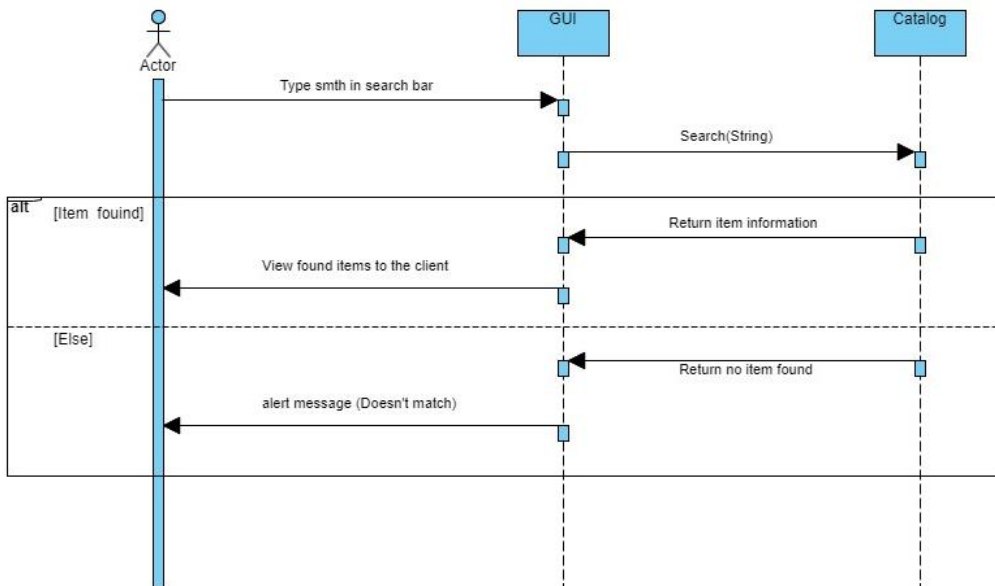 GUI
Catalog
Actor
Type smth in search bar
Search(String)
alt
[Item fouind]
Return item information
View found items to the client
[Else]
Return no item found
alert message (Doesn't match)